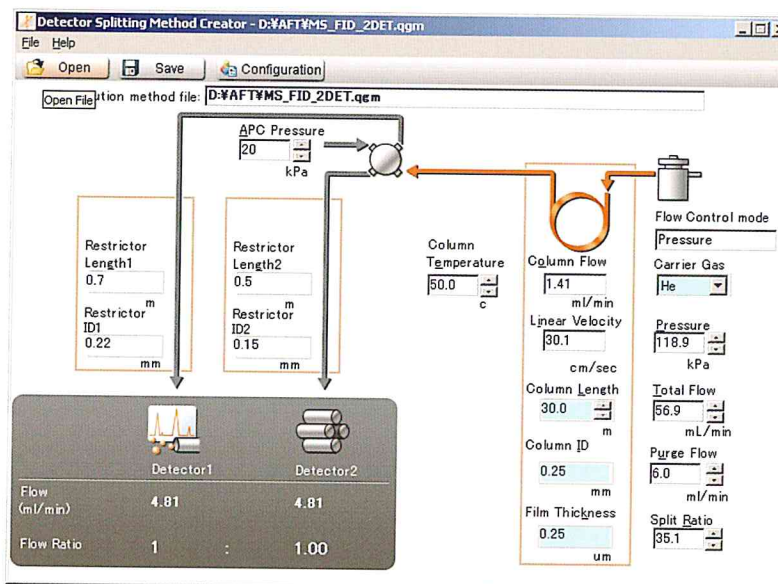 Detector Splitting Method Creator - D:¥AFT¥MS_FID_2DET.qgm
File Help
Open Save Configuration
Open File ution method file: D:¥AFT¥MS_FID_2DET.qgm
APC Pressure
20
kPa
Flow Control mode
Pressure
Restrictor
Length1
0.7
m
Restrictor
ID1
0.22
mm
Restrictor
Length2
0.5
m
Restrictor
ID2
0.15
mm
Column
Temperature
50.0
c
Column Flow
1.41
ml/min
Linear Velocity
30.1
cm/sec
Column Length
30.0
m
Column ID
0.25
mm
Film Thickness
0.25
um
Carrier Gas
He
Pressure
118.9
kPa
Total Flow
56.9
mL/min
Purge Flow
6.0
ml/min
Split Ratio
35.1
Detector1 Detector2
Flow
(ml/min) 4.81 4.81
Flow Ratio 1 : 1.00